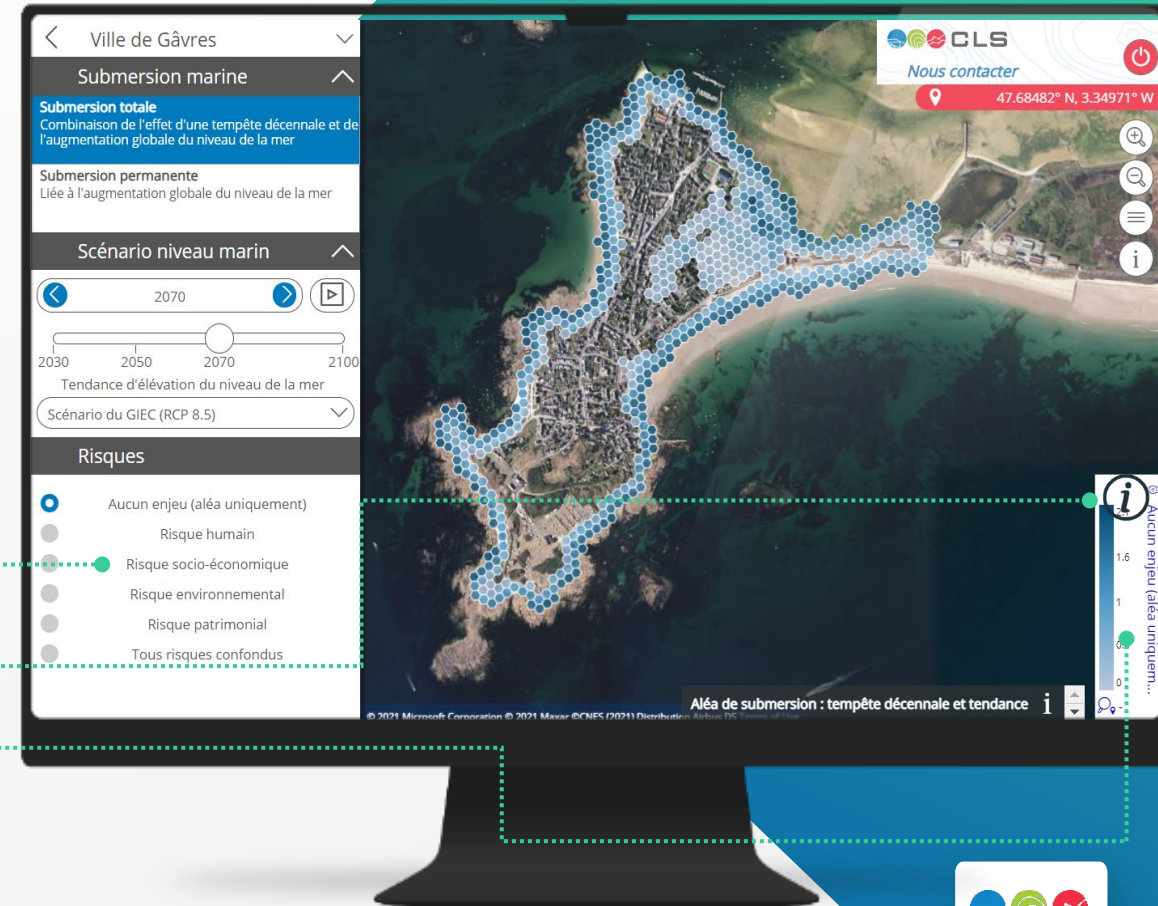 Ville de Gâvres
Submersion marine
Submersion totale
Combinaison de l'effet d'une tempête décennale et de
l'augmentation globale du niveau de la mer
Submersion permanente
Liée à l'augmentation globale du niveau de la mer
Scénario niveau marin
2070
2030 2050 2070 2100
Tendance d'élévation du niveau de la mer
Scénario du GIEC (RCP 8.5)
Risques
Aucun enjeu (aléa uniquement)
Risque humain
Risque socio-économique
Risque environnemental
Risque patrimonial
Tous risques confondus
CLS
Nous contacter
47.68482° N, 3.34971° W
i
i
1.6
1
0
Aucun enjeu (aléa uniquem...
Aléa de submersion : tempête décennale et tendance i
© 2021 Microsoft Corporation © 2021 Maxar ©CNES (2021) Distribution Airbus DS Terms of Use